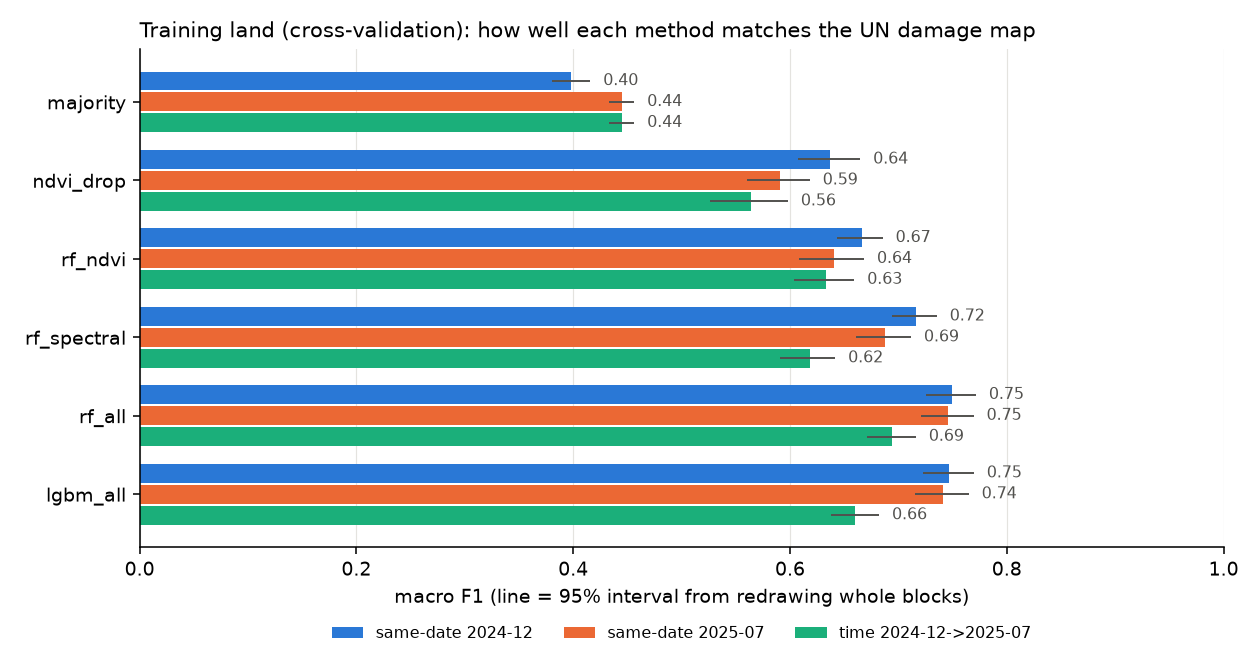 Training land (cross-validation): how well each method matches the UN damage map
majority
0.40
0.44
0.44
ndvi_drop
0.64
0.59
0.56
rf_ndvi
0.67
0.64
0.63
rf_spectral
0.72
0.69
0.62
rf_all
0.75
0.75
0.69
lgbm_all
0.75
0.74
0.66
0.0 0.2 0.4 0.6 0.8 1.0
macro F1 (line = 95% interval from redrawing whole blocks)
same-date 2024-12 same-date 2025-07 time 2024-12->2025-07